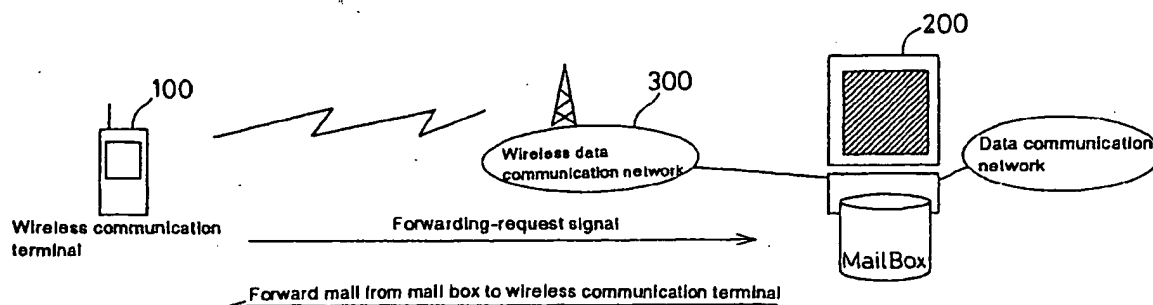 200
100
300
Wireless data
communication network
Data communication
network
Wireless communication
terminal
Forwarding-request signal
MailBox
Forward mail from mail box to wireless communication terminal